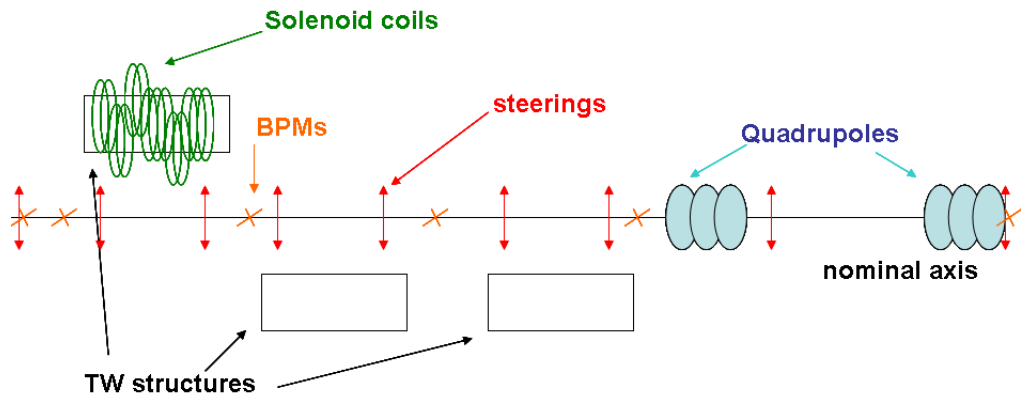 Solenoid coils
steerings
BPMs
Quadrupoles
nominal axis
TW structures